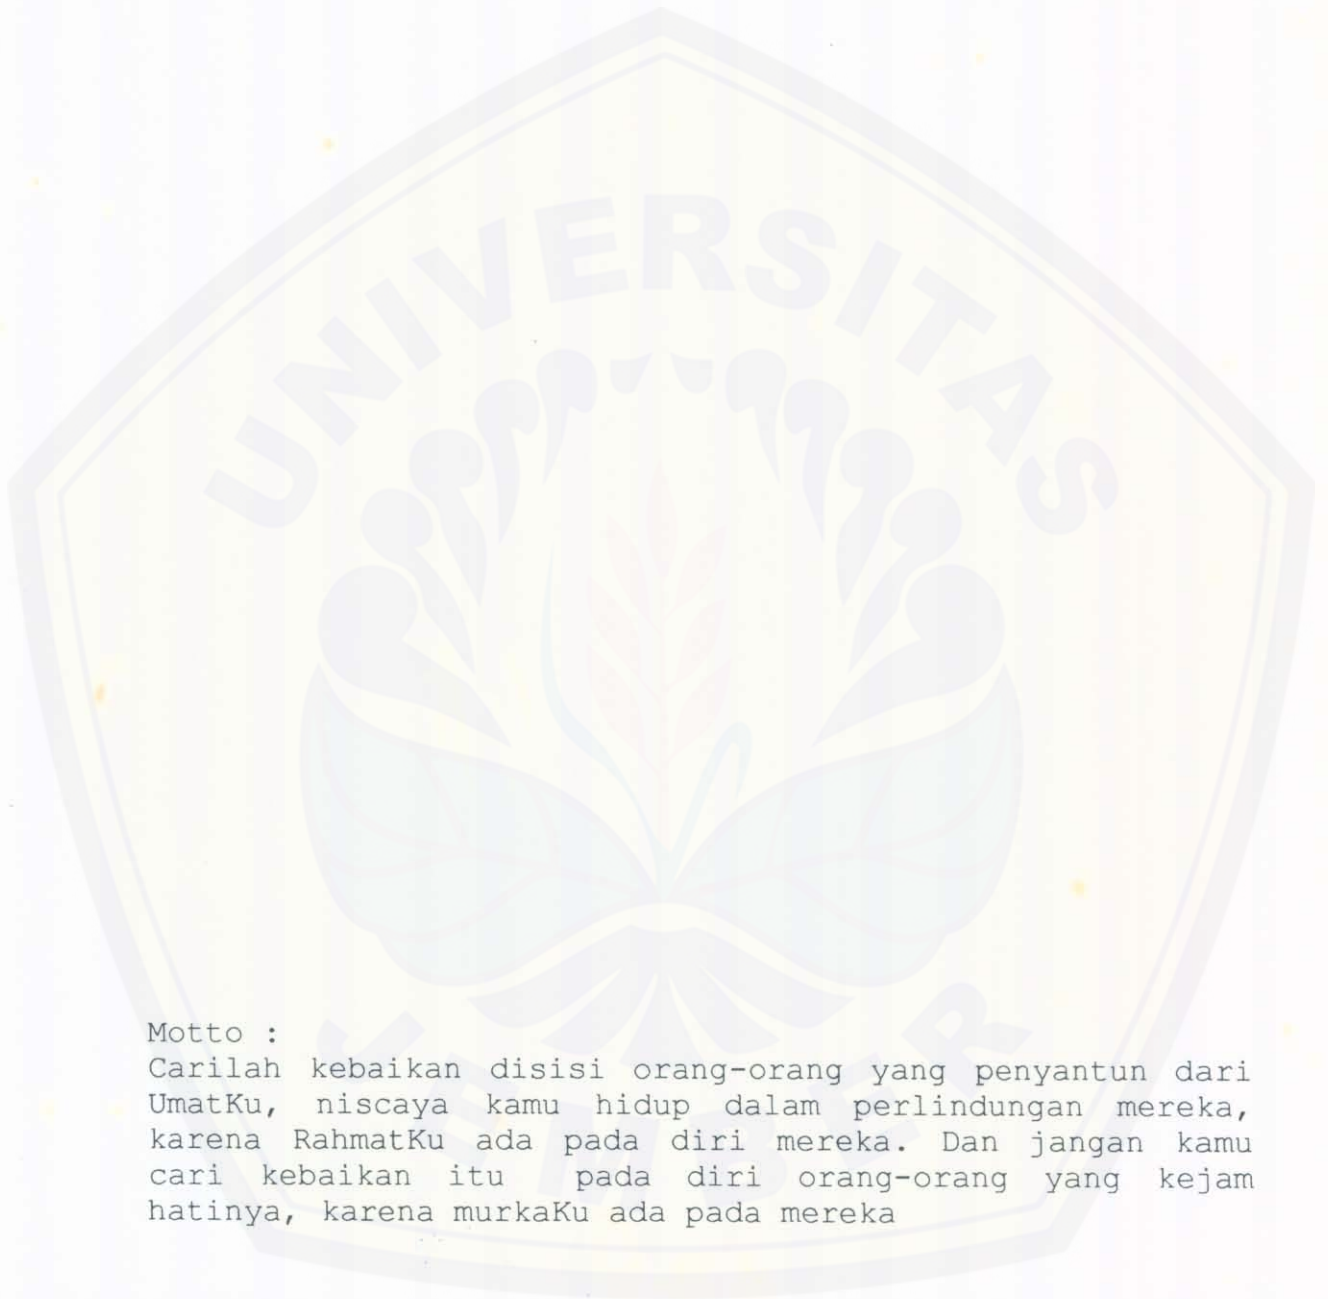 UNIVERSITAS
JEMBER
Motto :
Carilah kebaikan disisi orang-orang yang penyantun dari
UmatKu, niscaya kamu hidup dalam perlindungan mereka,
karena RahmatKu ada pada diri mereka. Dan jangan kamu
cari kebaikan itu pada diri orang-orang yang kejam
hatinya, karena murkaKu ada pada mereka